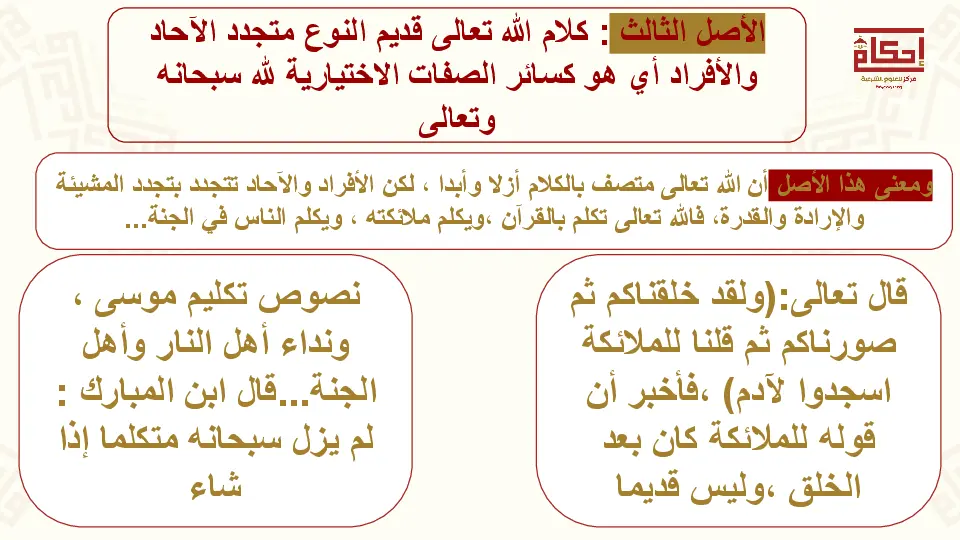 الأصل الثالث : كلام الله تعالى قديم النوع متجدد الآحاد
والأفراد أي هو كسائر الصفات الاختيارية لله سبحانه
وتعالى
إحكام
مركز للعلوم الشرعية
ومعنى هذا الأصل أن الله تعالى متصف بالكلام أزلا وأبدا ، لكن الأفراد والآحاد تتجدد بتجدد المشيئة
والإرادة والقدرة، فالله تعالى تكلم بالقرآن ،ويكلم ملائكته ، ويكلم الناس في الجنة...
قال تعالى:(ولقد خلقناكم ثم
صورناكم ثم قلنا للملائكة
اسجدوا لآدم) ،فأخبر أن
قوله للملائكة كان بعد
الخلق ،وليس قديما
نصوص تكليم موسى ،
ونداء أهل النار وأهل
الجنة...قال ابن المبارك :
لم يزل سبحانه متكلما إذا
شاء